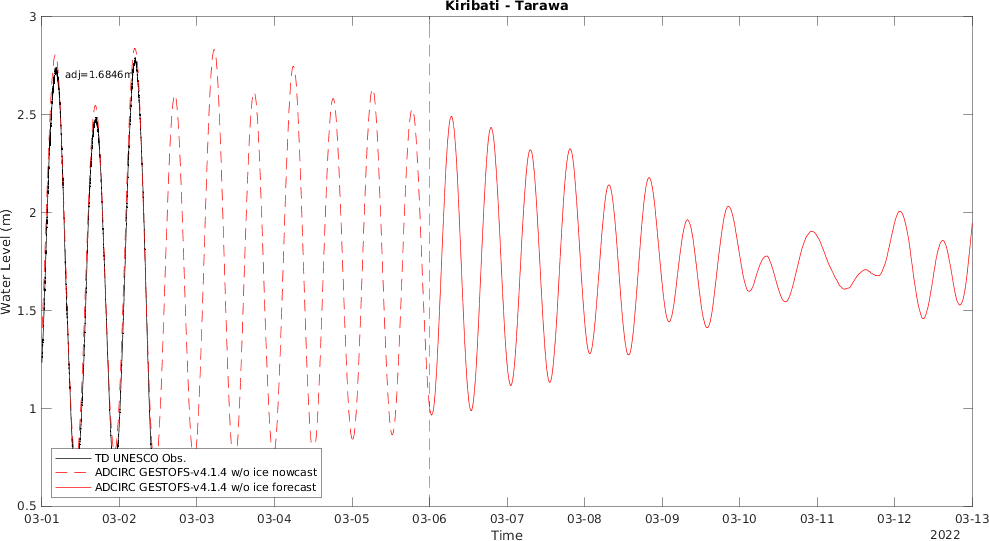 Kiribati - Tarawa
3
adj=1.6846m
2.5
2
Water Level (m)
1.5
1
TD UNESCO Obs.
ADCIRC GESTOFS-v4.1.4 w/o ice nowcast
ADCIRC GESTOFS-v4.1.4 w/o ice forecast
0.5
03-01 03-02 03-03 03-04 03-05 03-06 03-07 03-08 03-09 03-10 03-11 03-12 03-13
Time
2022